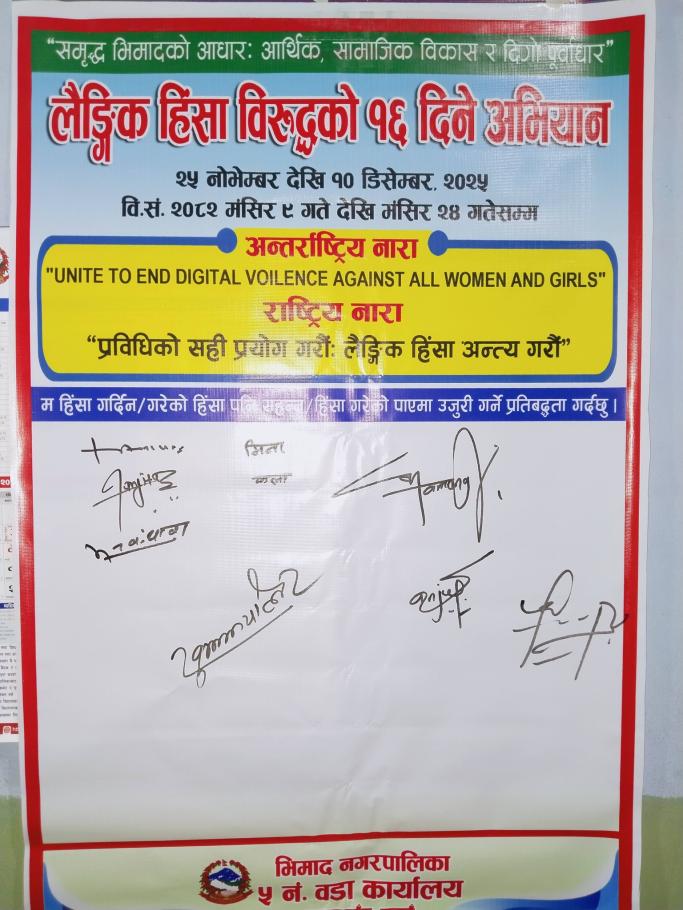 “समृद्ध भिमादको आधारः आर्थिक, सामाजिक विकास र दिगो पूर्वाधार”
लैङ्गिक हिंसा विरुद्धको १६ दिने अभियान
२५ नोभेम्बर देखि १० डिसेम्बर, २०२५
वि.सं. २०८२ मंसिर ९ गते देखि मंसिर २४ गतेसम्म
अन्तर्राष्ट्रिय नारा
"UNITE TO END DIGITAL VOILENCE AGAINST ALL WOMEN AND GIRLS"
राष्ट्रिय नारा
“प्रविधिको सही प्रयोग गरौंः लैङ्गिक हिंसा अन्त्य गरौं”
म हिंसा गर्दिन/गरेको हिंसा पनि सहन्न/हिंसा गरेको पाएमा उजुरी गर्ने प्रतिबद्धता गर्दछु ।
मिना
कला
भिमाद नगरपालिका
५ नं. वडा कार्यालय